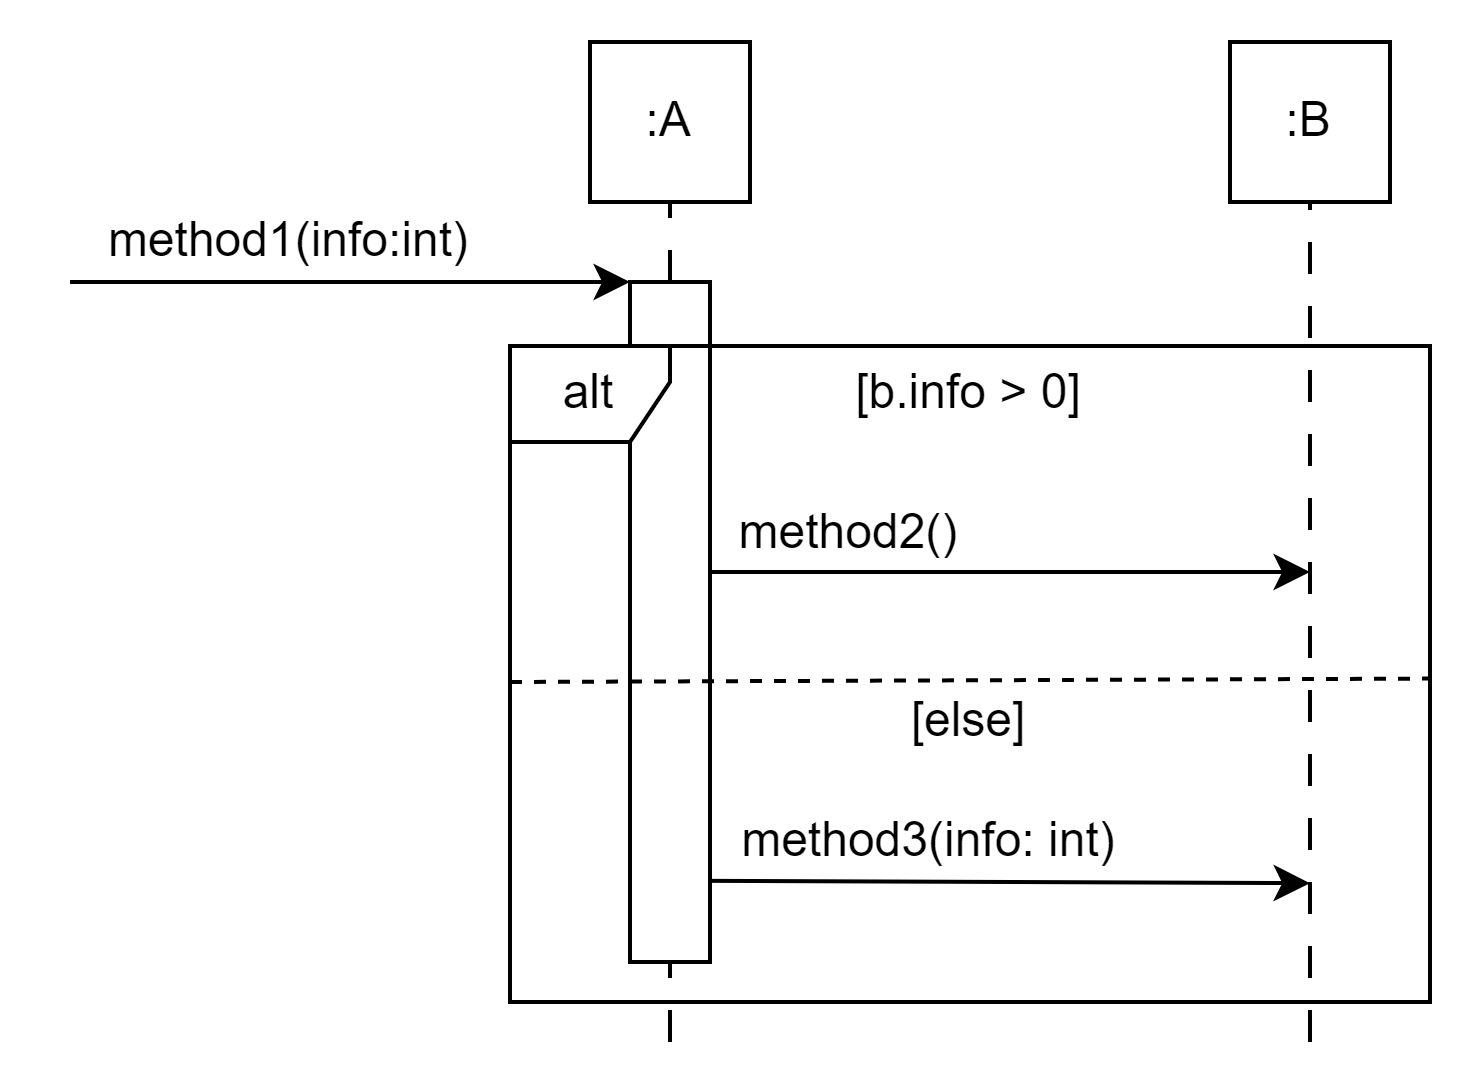 :A
:B
method1(info:int)
alt
[b.info > 0]
method2()
[else]
method3(info: int)